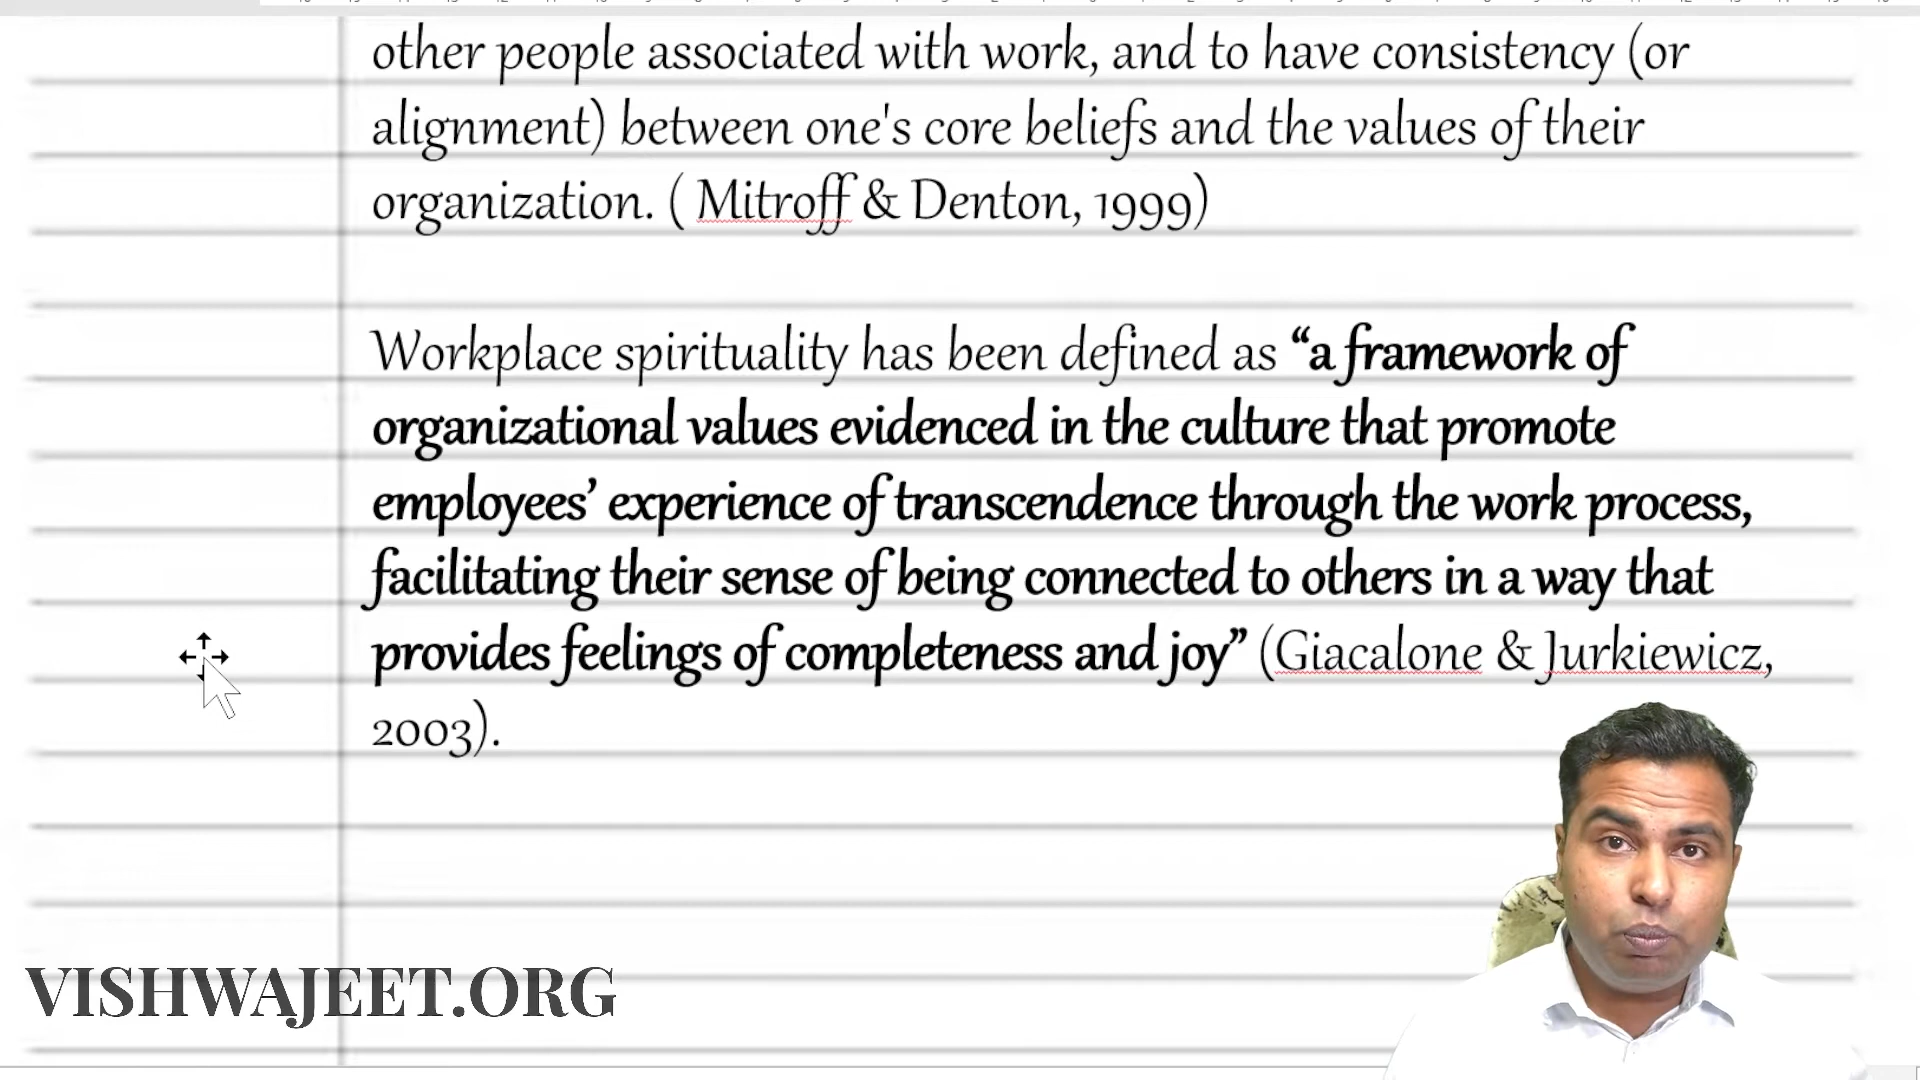 other people associated with work, and to have consistency (or
alignment) between one's core beliefs and the values of their
organization. ( Mitroff & Denton, 1999)
Workplace spirituality has been defined as “a framework of
organizational values evidenced in the culture that promote
employees’ experience of transcendence through the work process,
facilitating their sense of being connected to others in a way that
provides feelings of completeness and joy” (Giacalone & Jurkiewicz,
2003).
VISHWAJEET.ORG